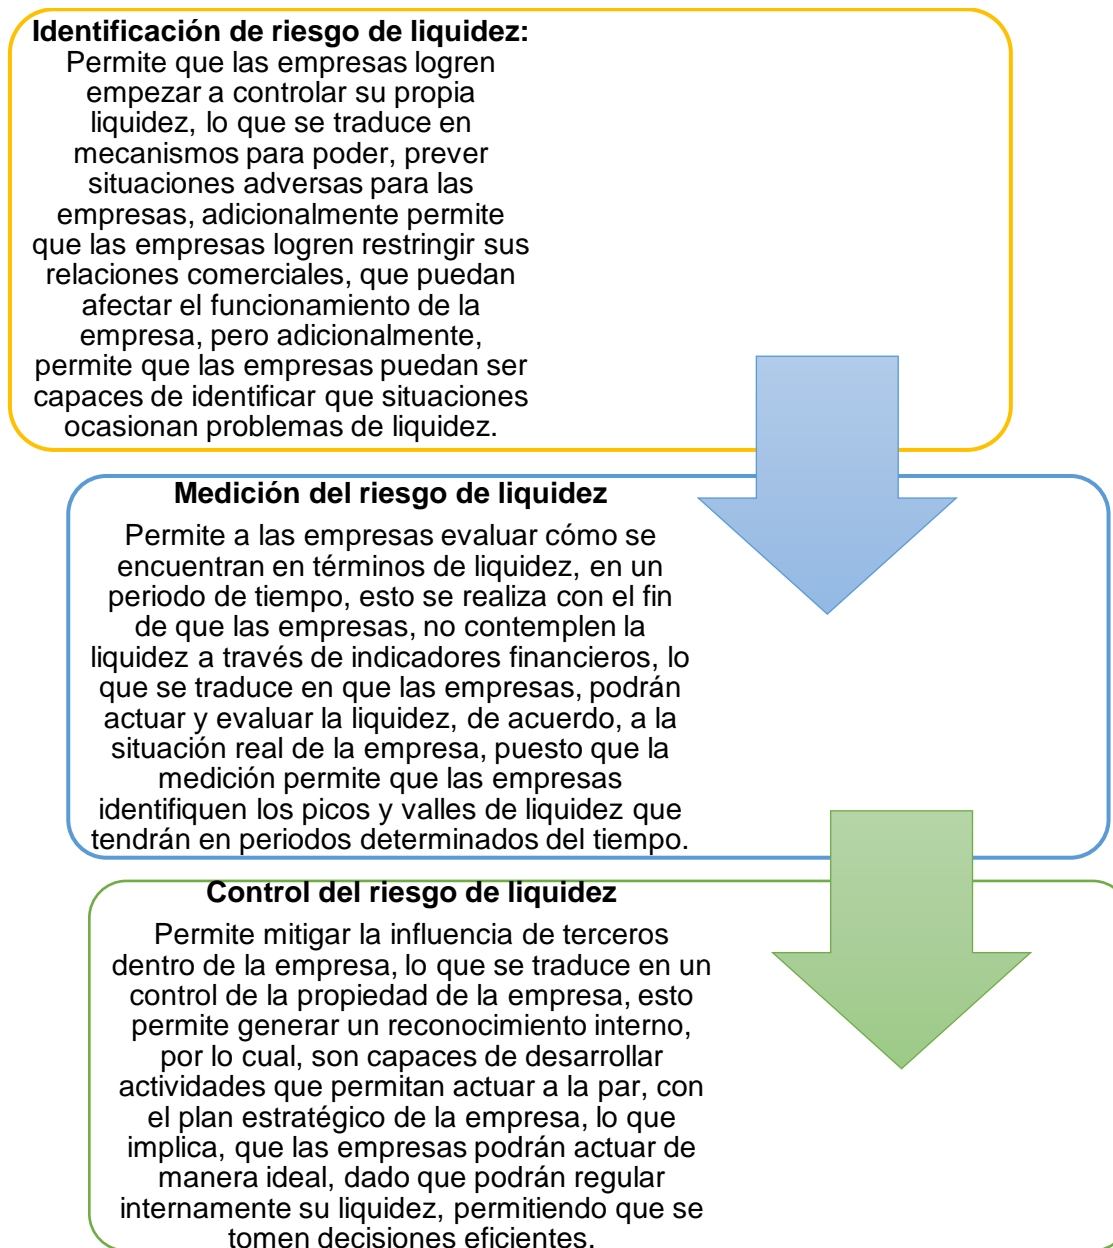 Identificación de riesgo de liquidez:
Permite que las empresas logren
empezar a controlar su propia
liquidez, lo que se traduce en
mecanismos para poder, prever
situaciones adversas para las
empresas, adicionalmente permite
que las empresas logren restringir sus
relaciones comerciales, que puedan
afectar el funcionamiento de la
empresa, pero adicionalmente,
permite que las empresas puedan ser
capaces de identificar que situaciones
ocasionan problemas de liquidez.
Medición del riesgo de liquidez
Permite a las empresas evaluar cómo se
encuentran en términos de liquidez, en un
periodo de tiempo, esto se realiza con el fin
de que las empresas, no contemplen la
liquidez a través de indicadores financieros, lo
que se traduce en que las empresas, podrán
actuar y evaluar la liquidez, de acuerdo, a la
situación real de la empresa, puesto que la
medición permite que las empresas
identifiquen los picos y valles de liquidez que
tendrán en periodos determinados del tiempo.
Control del riesgo de liquidez
Permite mitigar la influencia de terceros
dentro de la empresa, lo que se traduce en un
control de la propiedad de la empresa, esto
permite generar un reconocimiento interno,
por lo cual, son capaces de desarrollar
actividades que permitan actuar a la par, con
el plan estratégico de la empresa, lo que
implica, que las empresas podrán actuar de
manera ideal, dado que podrán regular
internamente su liquidez, permitiendo que se
tomen decisiones eficientes.